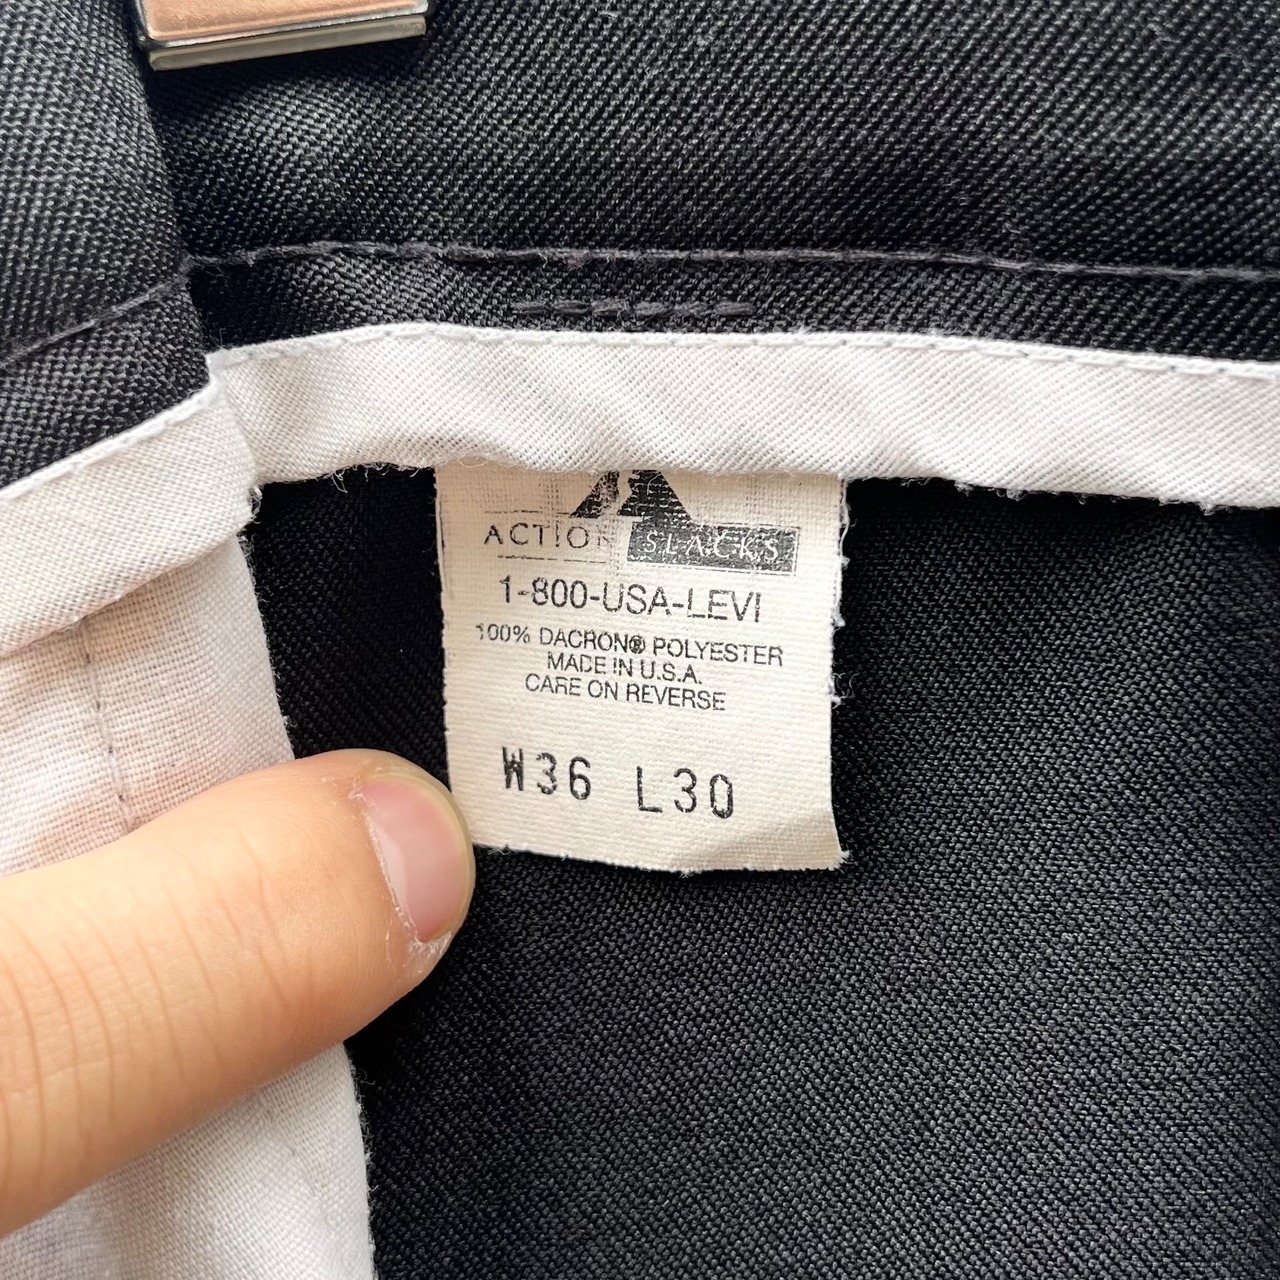 ACTION SLACKS
1-800-USA-LEVI
100% DACRON® POLYESTER
MADE IN U.S.A.
CARE ON REVERSE
W36 L30